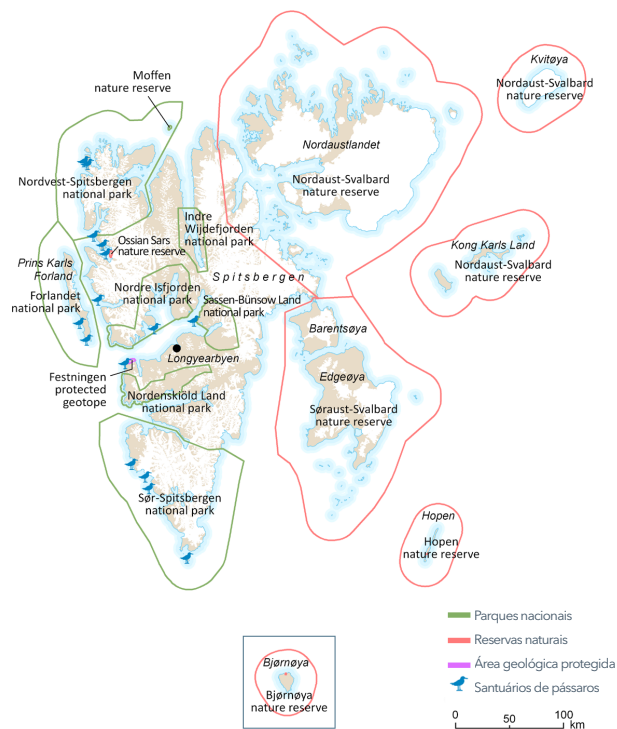 Kvitøya
Nordaust-Svalbard
nature reserve
Moffen
nature reserve
Nordaustlandet
Nordaust-Svalbard
nature reserve
Nordvest-Spitsbergen
national park
Indre
Wijdefjorden
national park
Ossian Sars
nature reserve
Kong Karls Land
Nordaust-Svalbard
nature reserve
Prins Karls
Forland
Forlandet
national park
Spitsbergen
Nordre Isfjorden
national park
Sassen-Bünsow Land
national park
Barentsøya
Longyearbyen
Festningen
protected
geotope
Edgeøya
Nordenskiöld Land
national park
Søraust-Svalbard
nature reserve
Sør-Spitsbergen
national park
Hopen
Hopen
nature reserve
Parques nacionais
Reservas naturais
Área geológica protegida
Santuários de pássaros
Bjørnøya
Bjørnøya
nature reserve
0 50 100
km